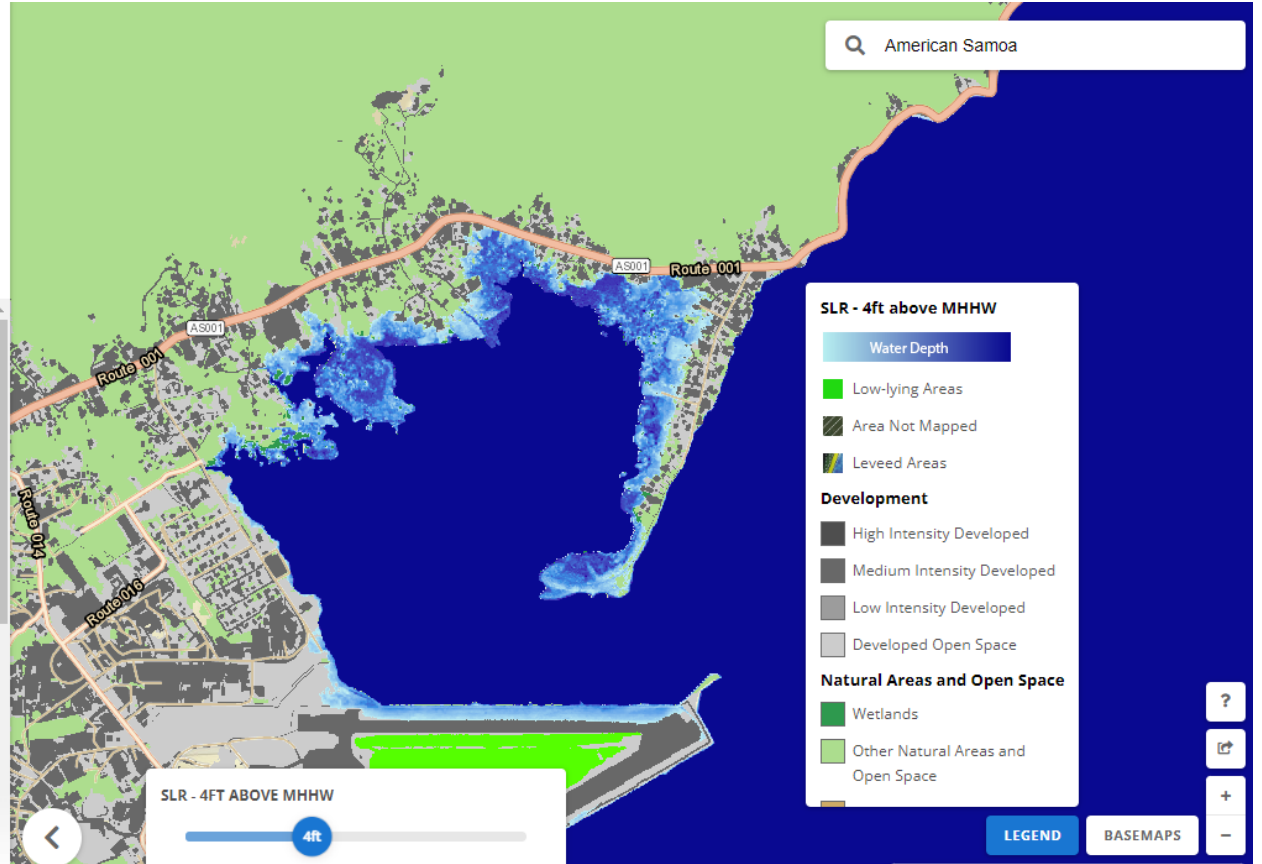 American Samoa
AS001
Route 001
AS001
Route 001
Route 014
Route 016
SLR - 4ft above MHHW
Water Depth
Low-lying Areas
Area Not Mapped
Leveed Areas
Development
High Intensity Developed
Medium Intensity Developed
Low Intensity Developed
Developed Open Space
Natural Areas and Open Space
Wetlands
Other Natural Areas and
Open Space
SLR - 4FT ABOVE MHHW
4ft
?
+
−
LEGEND
BASEMAPS